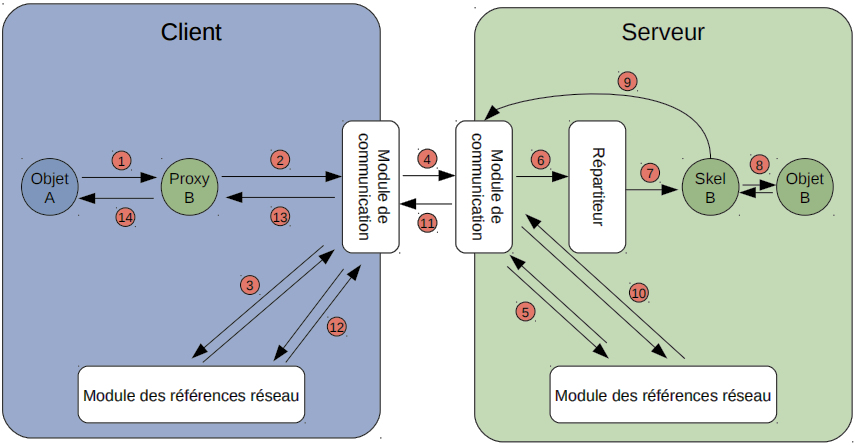 Client
Serveur
9
1
2
4
6
7
8
Objet
A
Proxy
B
Module de
communication
Module de
communication
Répartiteur
Skel
B
Objet
B
14
13
11
3
12
5
10
Module des références réseau
Module des références réseau